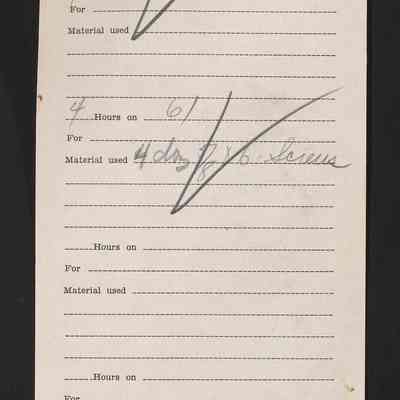 For
Material used
4 Hours on 61
For
Material used 4 doz 7/8 x 6 Screws
Hours on
For
Material used
Hours on
For